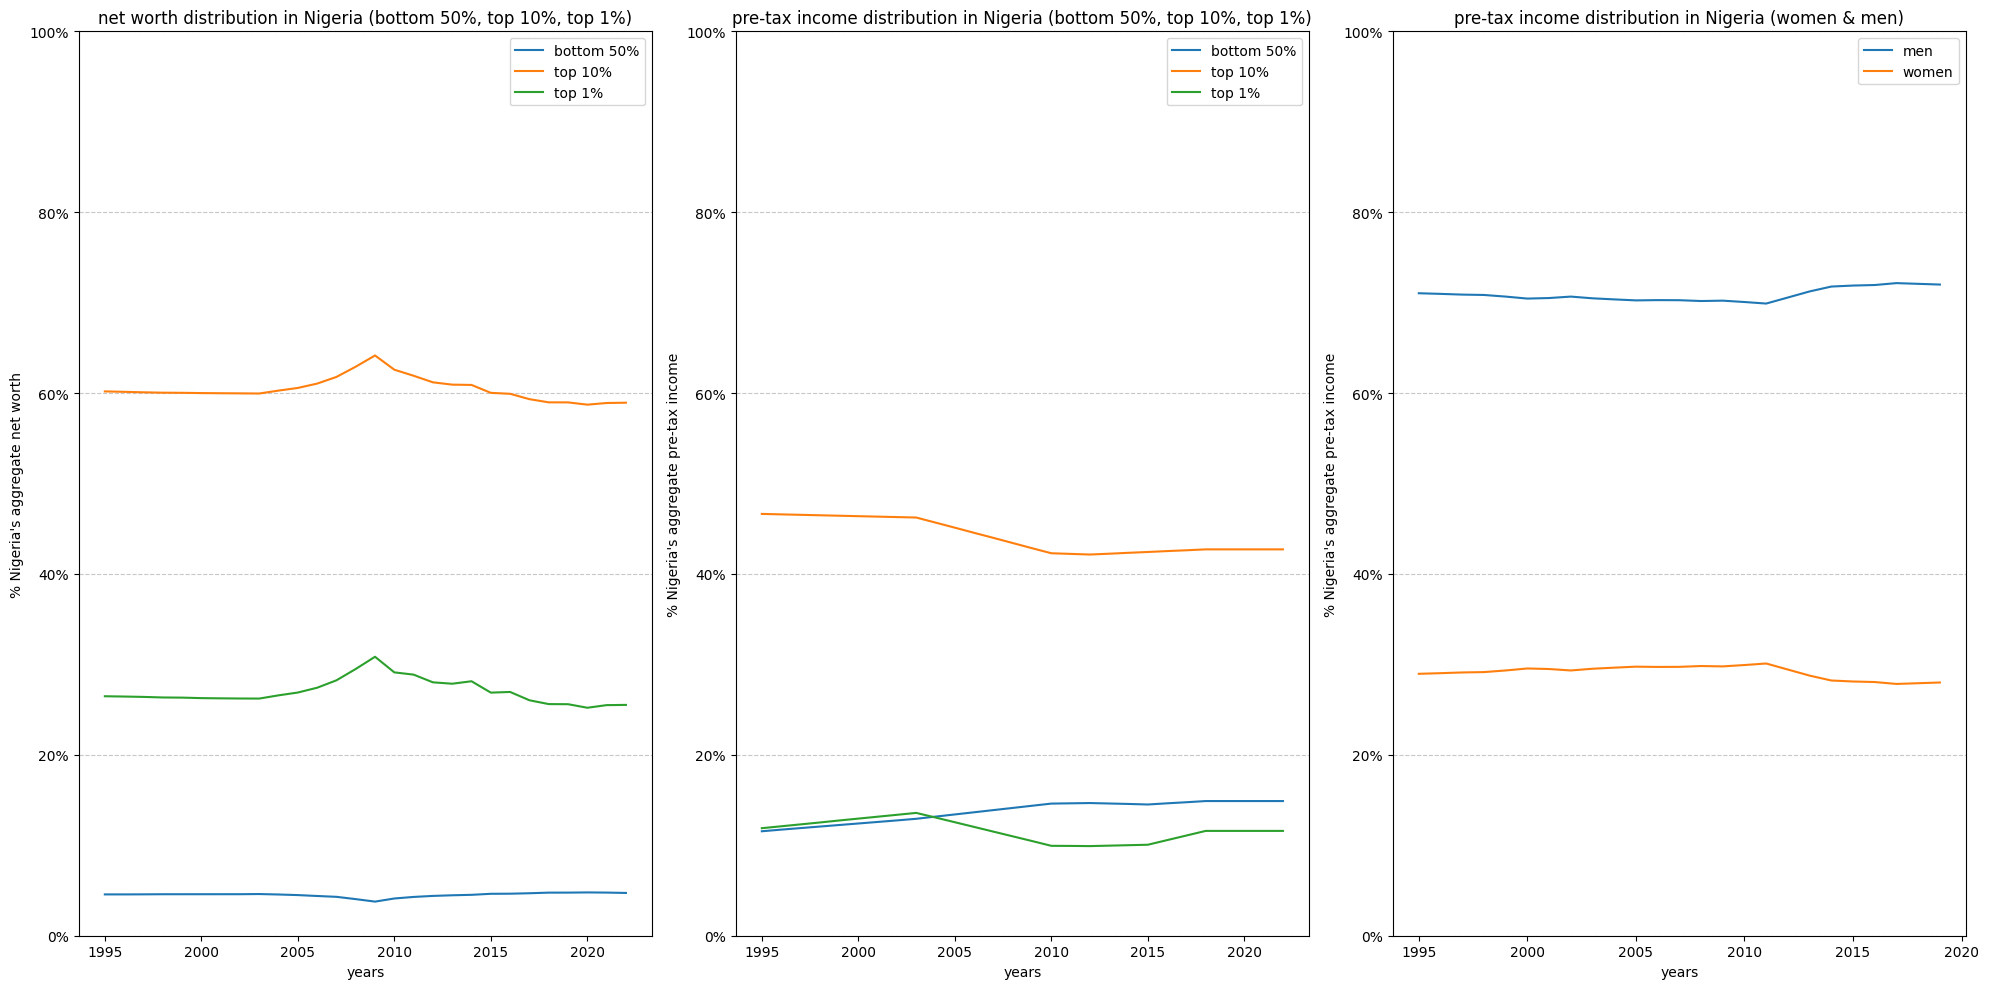 net worth distribution in Nigeria (bottom 50%, top 10%, top 1%)
100%
80%
60%
40%
20%
0%
% Nigeria's aggregate net worth
bottom 50%
top 10%
top 1%
1995 2000 2005 2010 2015 2020
years
pre-tax income distribution in Nigeria (bottom 50%, top 10%, top 1%)
100%
80%
60%
40%
20%
0%
% Nigeria's aggregate pre-tax income
bottom 50%
top 10%
top 1%
1995 2000 2005 2010 2015 2020
years
pre-tax income distribution in Nigeria (women & men)
100%
80%
60%
40%
20%
0%
% Nigeria's aggregate pre-tax income
men
women
1995 2000 2005 2010 2015 2020
years